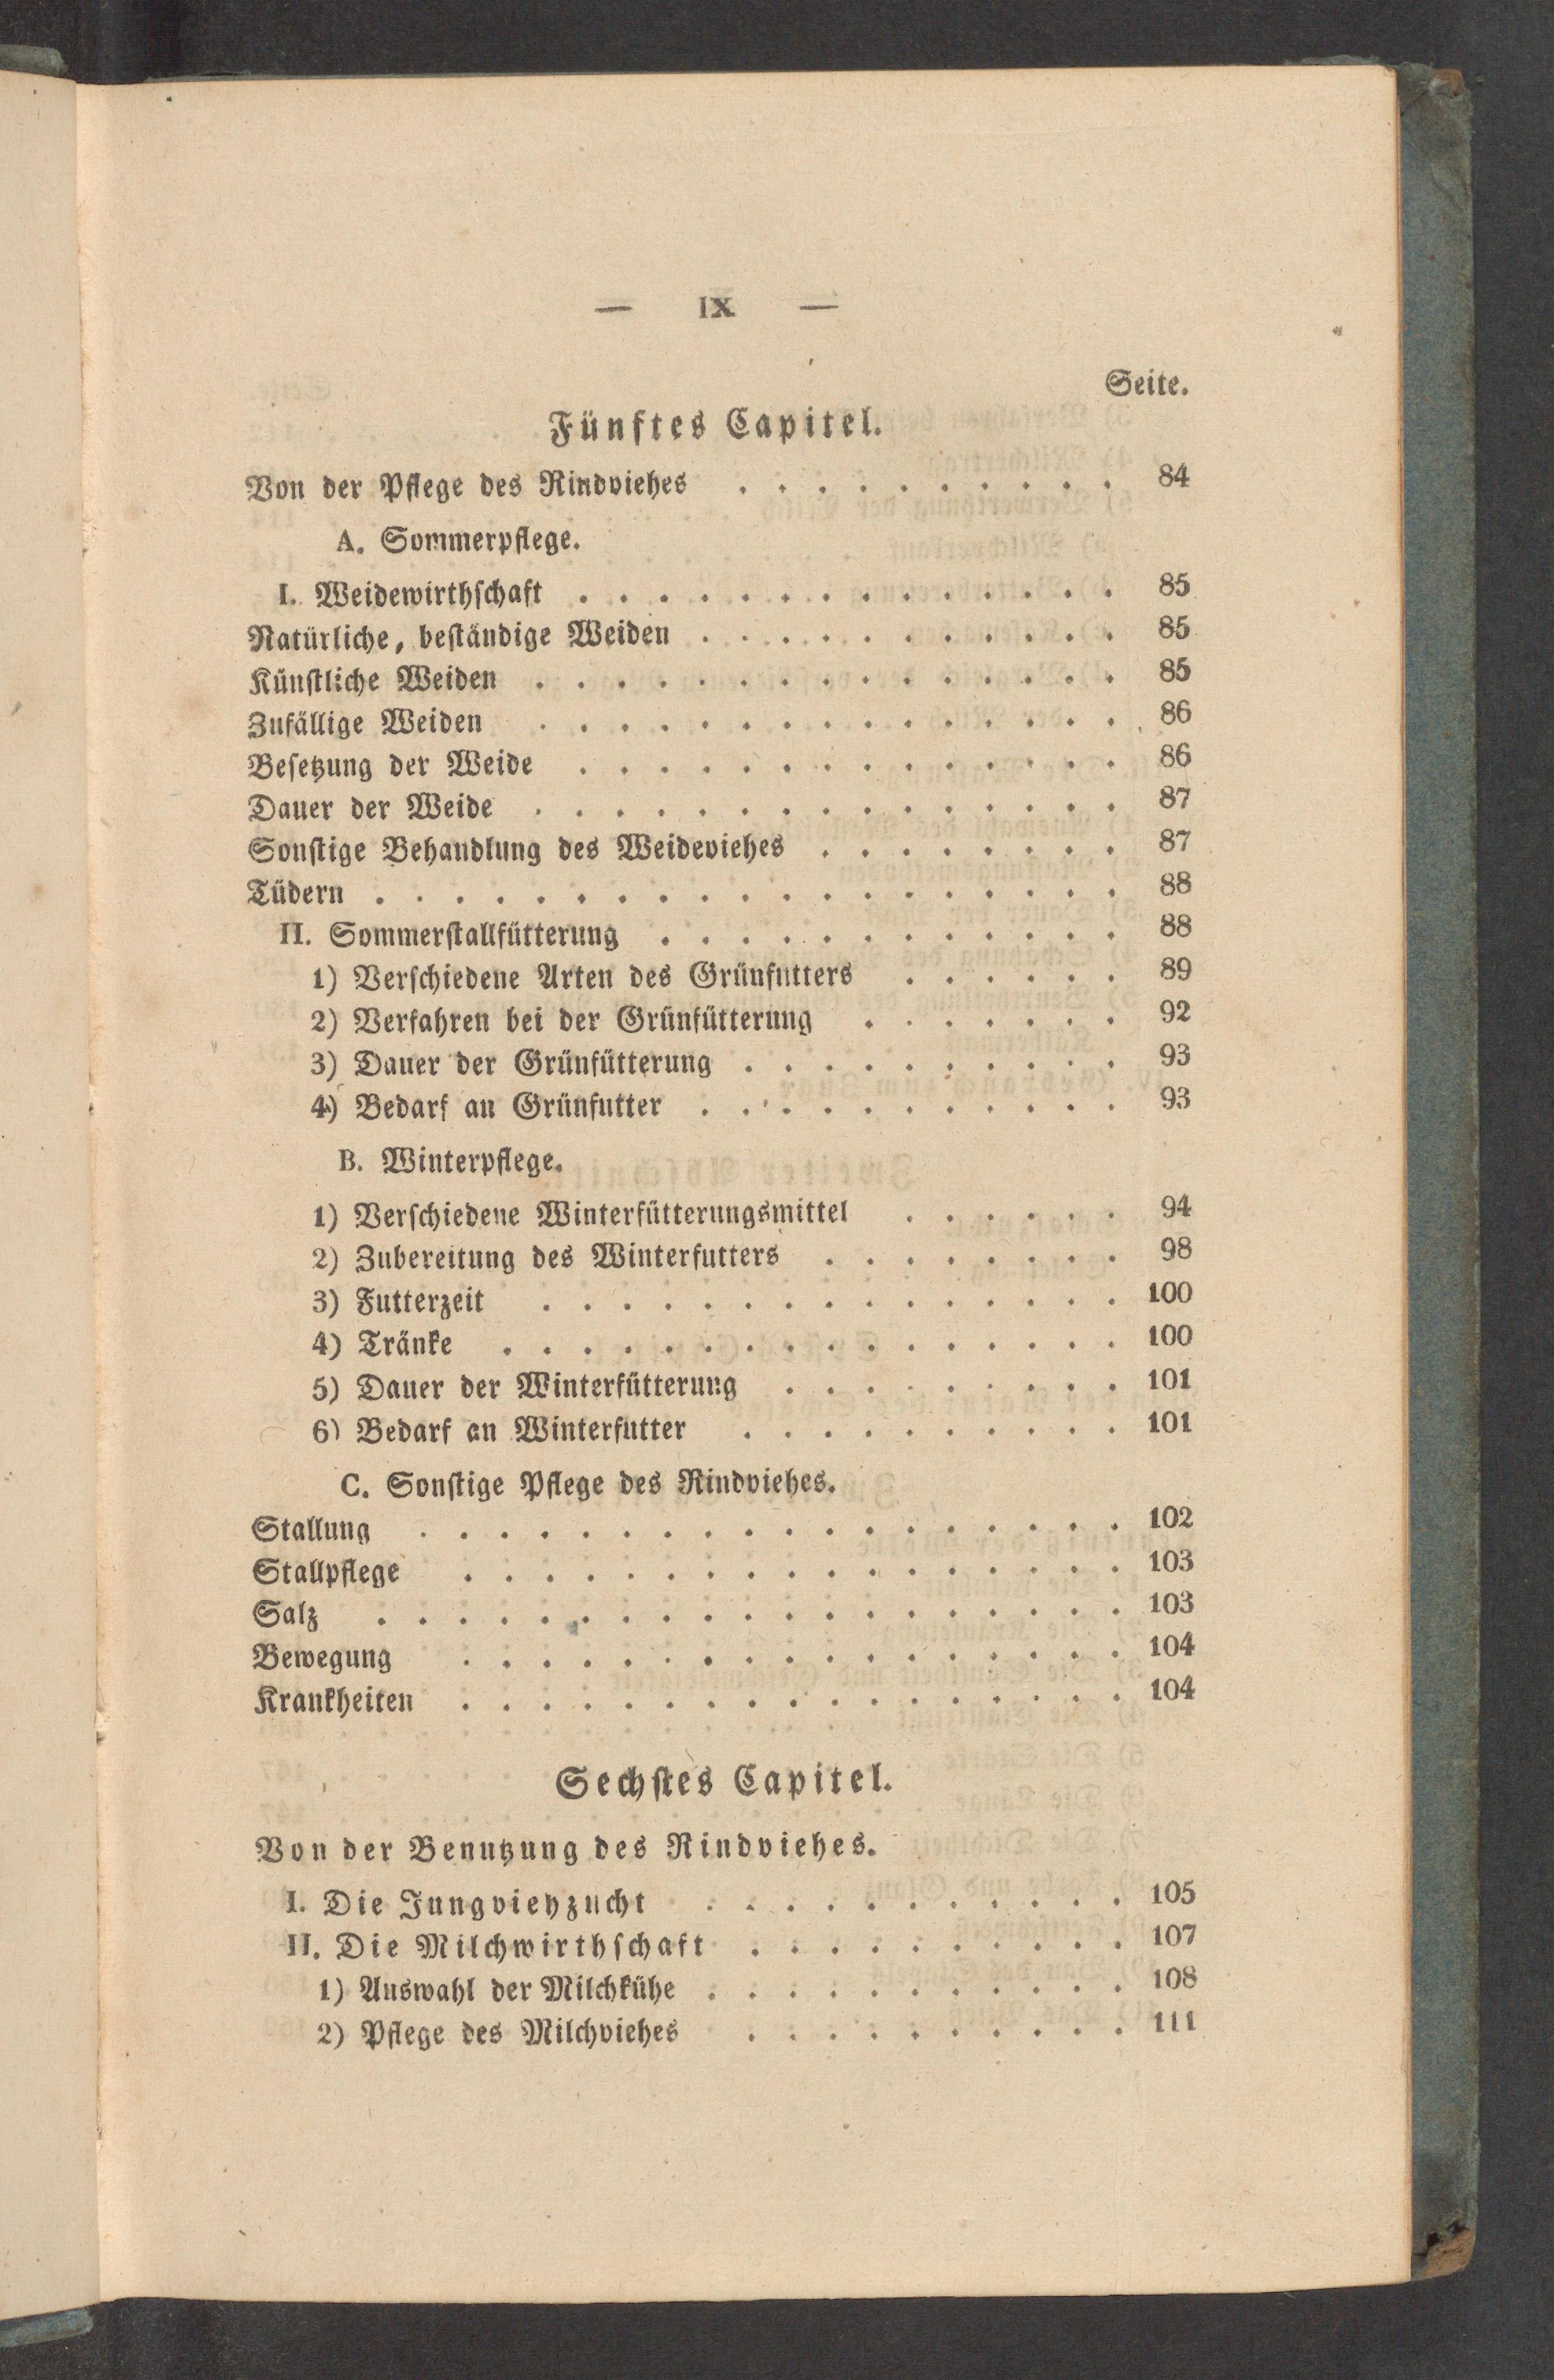 — IX —
Seite.
Fünftes Capitel.
Von der Pflege des Rindviehes . . . . . . . . . . 84
A. Sommerpflege.
I. Weidewirthschaft . . . . . . . . . . . . . . 85
Natürliche, beständige Weiden . . . . . . . . . . . 85
Künstliche Weiden . . . . . . . . . . . . . . . 85
Zufällige Weiden . . . . . . . . . . . . . . . 86
Besetzung der Weide . . . . . . . . . . . . . . 86
Dauer der Weide . . . . . . . . . . . . . . . 87
Sonstige Behandlung des Weideviehes . . . . . . . . 87
Tüdern . . . . . . . . . . . . . . . . . . . 88
II. Sommerstallfütterung . . . . . . . . . . . . 88
1) Verschiedene Arten des Grünfutters . . . . . . 89
2) Verfahren bei der Grünfütterung . . . . . . . 92
3) Dauer der Grünfütterung . . . . . . . . . . 93
4) Bedarf an Grünfutter . . . . . . . . . . . 93
B. Winterpflege.
1) Verschiedene Winterfütterungsmittel . . . . . . 94
2) Zubereitung des Winterfutters . . . . . . . . 98
3) Futterzeit . . . . . . . . . . . . . . . 100
4) Tränke . . . . . . . . . . . . . . . . 100
5) Dauer der Winterfütterung . . . . . . . . . 101
6) Bedarf an Winterfutter . . . . . . . . . . 101
C. Sonstige Pflege des Rindviehes.
Stallung . . . . . . . . . . . . . . . . . . 102
Stallpflege . . . . . . . . . . . . . . . . . 103
Salz . . . . . . . . . . . . . . . . . . . 103
Bewegung . . . . . . . . . . . . . . . . . 104
Krankheiten . . . . . . . . . . . . . . . . . 104
Sechstes Capitel.
Von der Benutzung des Rindviehes.
I. Die Jungviehzucht . . . . . . . . . . . 105
II. Die Milchwirthschaft . . . . . . . . . . 107
1) Auswahl der Milchkühe . . . . . . . . . . . 108
2) Pflege des Milchviehes . . . . . . . . . . 111